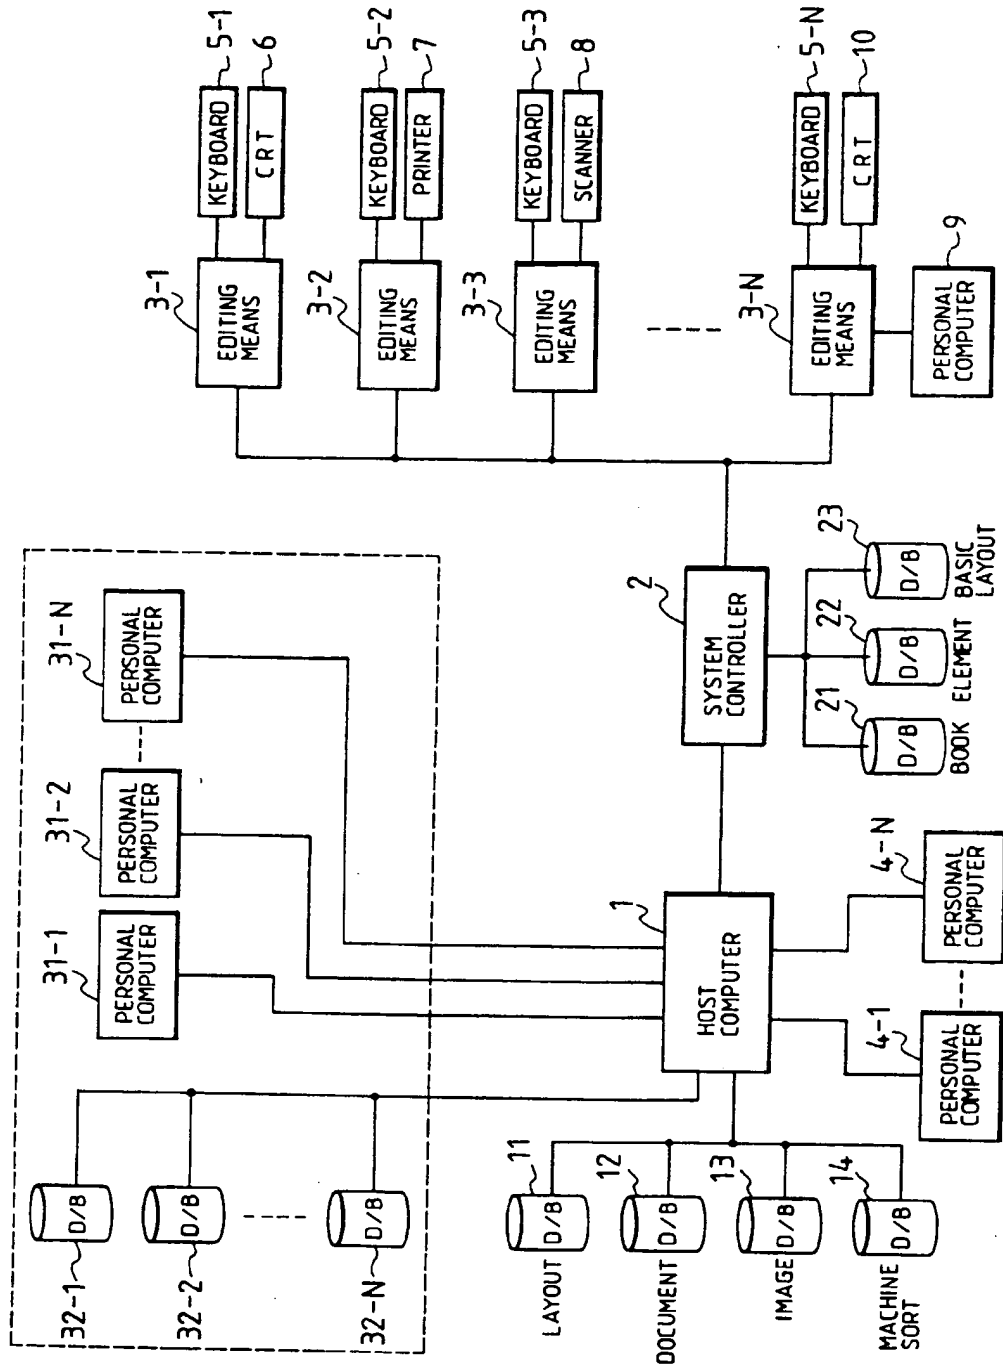 32-1
D/B
32-2
D/B
32-N
D/B
31-1
PERSONAL
COMPUTER
31-2
PERSONAL
COMPUTER
31-N
PERSONAL
COMPUTER
3-1
EDITING
MEANS
KEYBOARD
5-1
CRT
6
3-2
EDITING
MEANS
KEYBOARD
5-2
PRINTER
7
3-3
EDITING
MEANS
KEYBOARD
5-3
SCANNER
8
3-N
EDITING
MEANS
KEYBOARD
5-N
CRT
10
PERSONAL
COMPUTER
9
LAYOUT
D/B
11
DOCUMENT
D/B
12
IMAGE
D/B
13
MACHINE
SORT
D/B
14
1
HOST
COMPUTER
2
SYSTEM
CONTROLLER
21
D/B
BOOK
22
D/B
ELEMENT
23
D/B
BASIC
LAYOUT
4-1
PERSONAL
COMPUTER
4-N
PERSONAL
COMPUTER